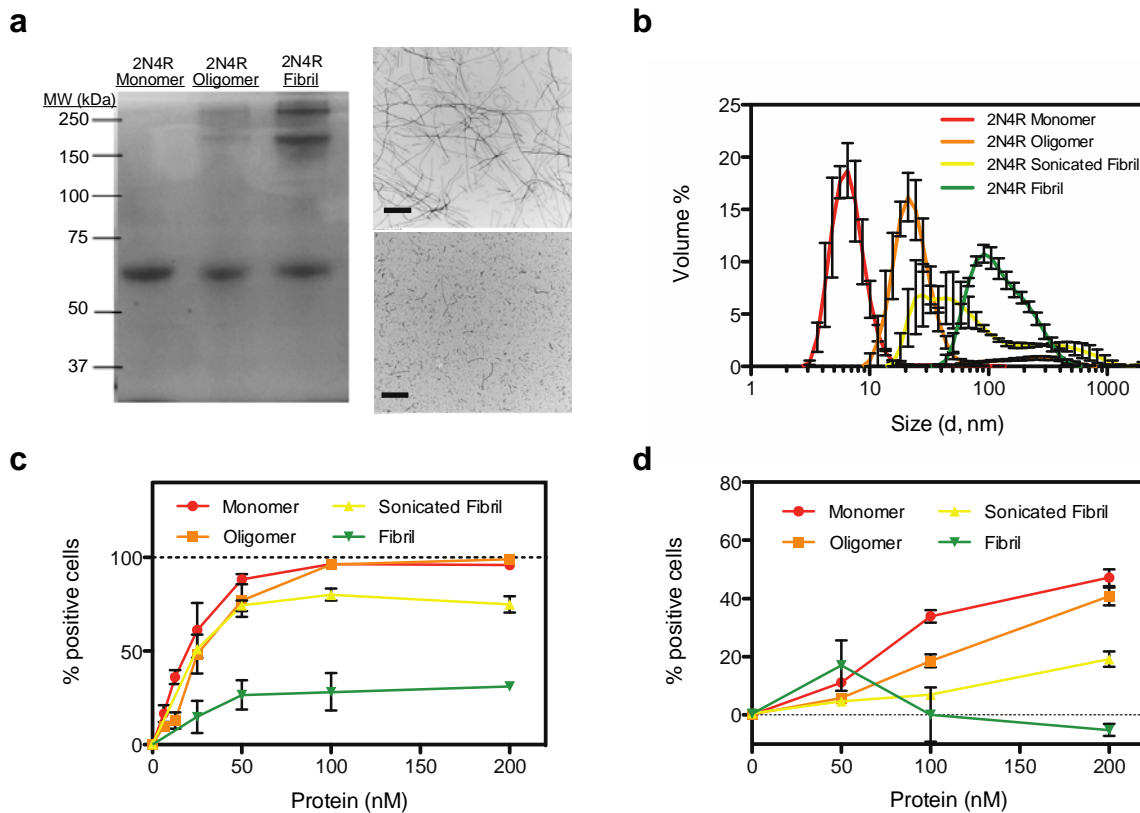 a
2N4R 2N4R 2N4R
Monomer Oligomer Fibril
MW (kDa)
250
150
100
75
50
37
b
25
20
15
10
5
0
Volume %
2N4R Monomer
2N4R Oligomer
2N4R Sonicated Fibril
2N4R Fibril
1 10 100 1000
Size (d, nm)
c
100
50
0
% positive cells
Monomer Sonicated Fibril
Oligomer Fibril
0 50 100 150 200
Protein (nM)
d
80
60
40
20
0
% positive cells
Monomer Sonicated Fibril
Oligomer Fibril
0 50 100 150 200
Protein (nM)